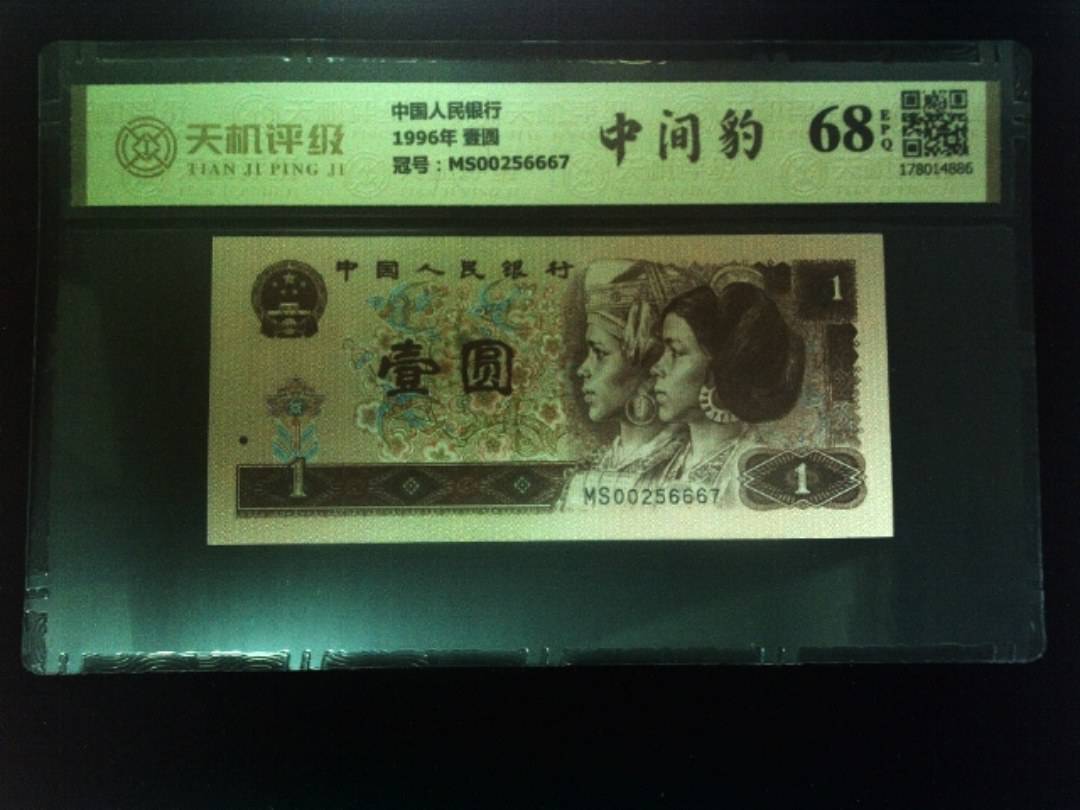 天机评级
TIAN JI PING JI
中国人民银行
1996年 壹圆
冠号：MS00256667
中间豹
68
EPQ
178014886
中国人民银行
1
壹圆
1
MS00256667
1